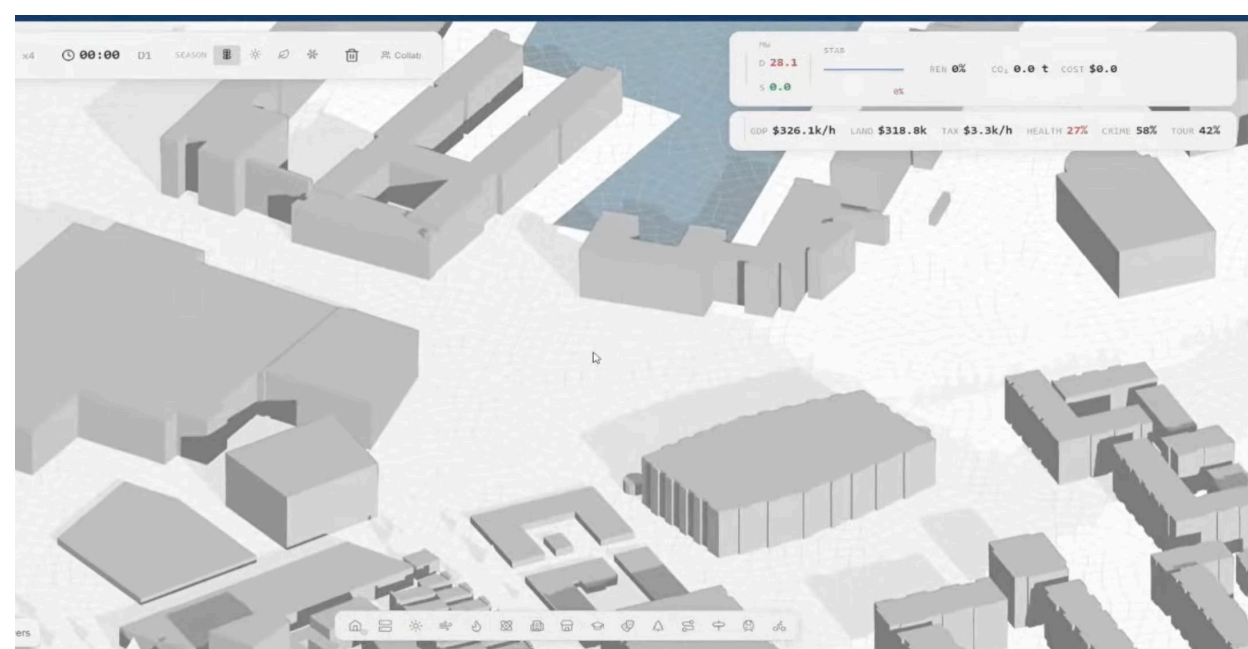 x4 00:00 D1 SEASON Collab
MW
D 28.1
S 0.0
STAB
0%
REN 0% CO₂ 0.0 t COST $0.0
GDP $326.1k/h LAND $318.8k TAX $3.3k/h HEALTH 27% CRIME 58% TOUR 42%
ers